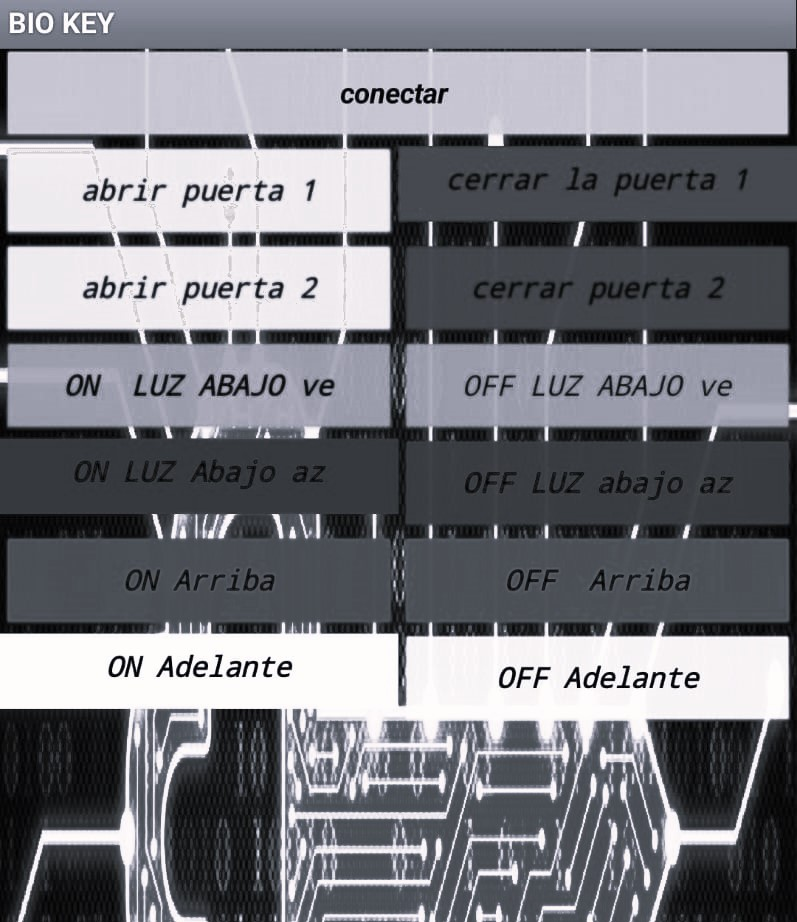 BIO KEY
conectar
abrir puerta 1
cerrar la puerta 1
abrir puerta 2
cerrar puerta 2
ON  LUZ ABAJO ve
OFF LUZ ABAJO ve
ON LUZ Abajo az
OFF LUZ abajo az
ON Arriba
OFF  Arriba
ON Adelante
OFF Adelante